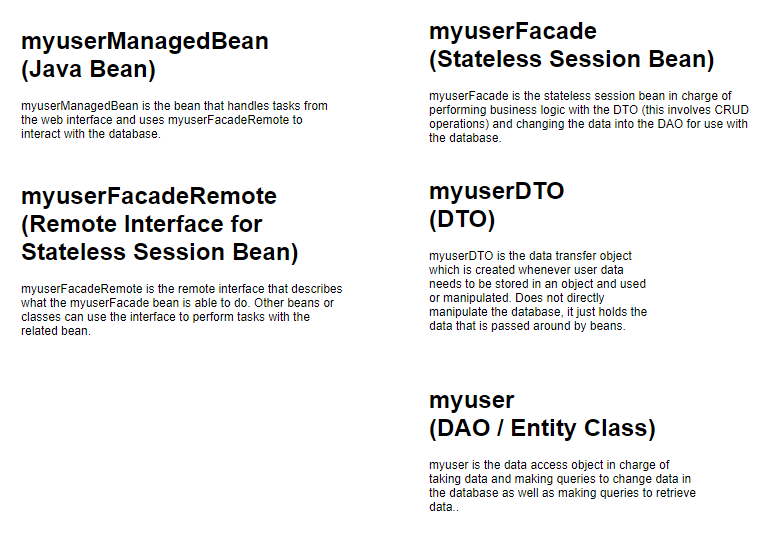 myuserManagedBean
(Java Bean)
myuserManagedBean is the bean that handles tasks from
the web interface and uses myuserFacadeRemote to
interact with the database.
myuserFacadeRemote
(Remote Interface for
Stateless Session Bean)
myuserFacadeRemote is the remote interface that describes
what the myuserFacade bean is able to do. Other beans or
classes can use the interface to perform tasks with the
related bean.
myuserFacade
(Stateless Session Bean)
myuserFacade is the stateless session bean in charge of
performing business logic with the DTO (this involves CRUD
operations) and changing the data into the DAO for use with
the database.
myuserDTO
(DTO)
myuserDTO is the data transfer object
which is created whenever user data
needs to be stored in an object and used
or manipulated. Does not directly
manipulate the database, it just holds the
data that is passed around by beans.
myuser
(DAO / Entity Class)
myuser is the data access object in charge of
taking data and making queries to change data in
the database as well as making queries to retrieve
data..